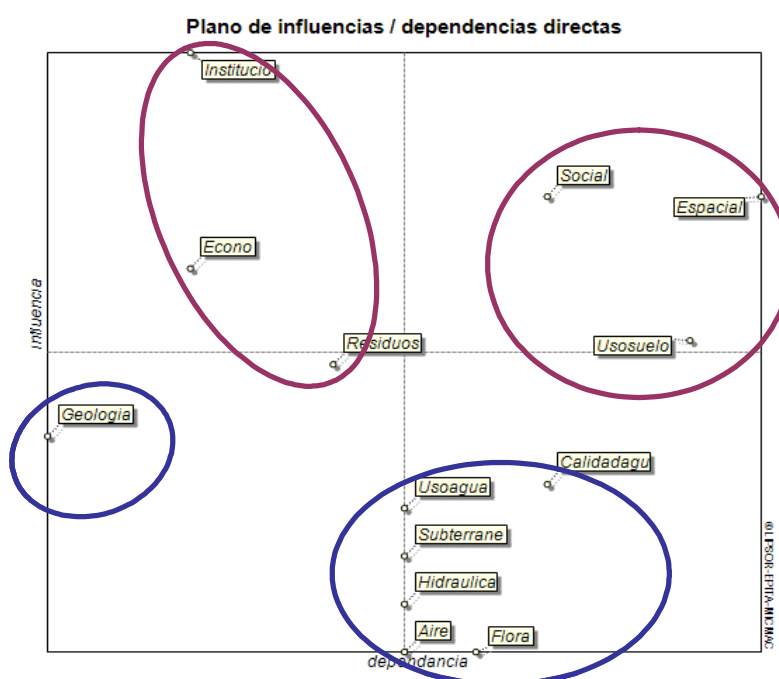 Plano de influencias / dependencias directas
Institucio
Social
Espacial
Econo
influencia
Residuos
Usosuelo
Geologia
Calidadagu
Usoagua
Subterrane
Hidraulica
Aire
Flora
dependancia
© LIPSOR-EPITA-MICMAC